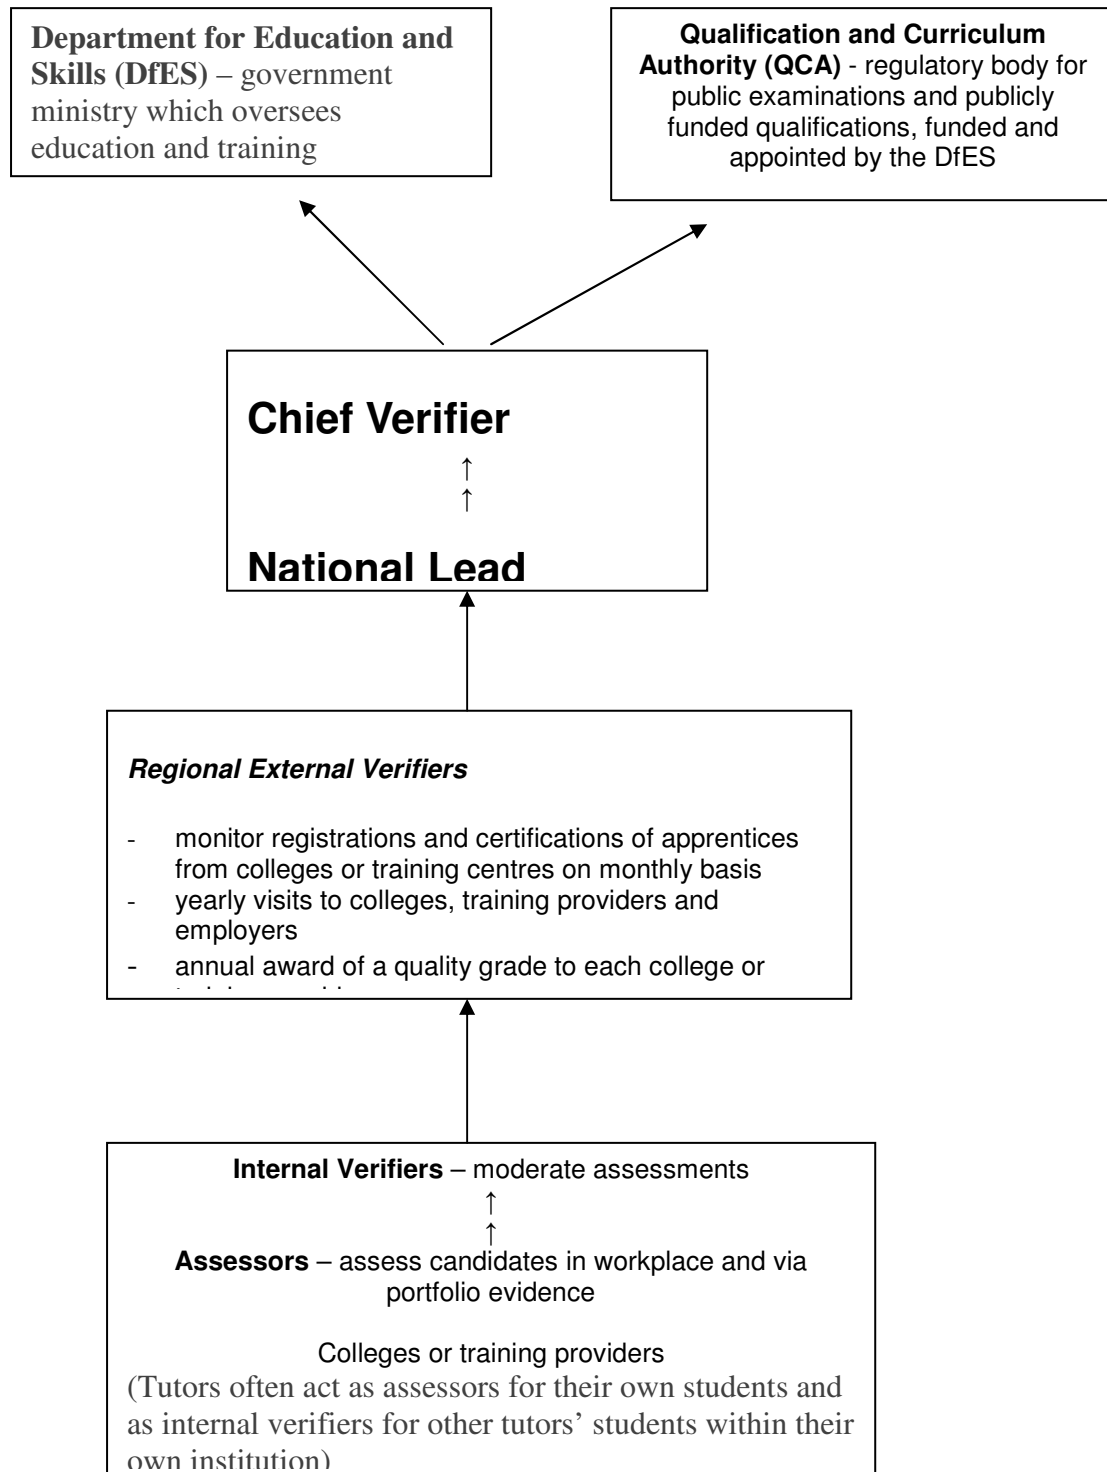 Department for Education and
Skills (DfES) – government
ministry which oversees
education and training
Qualification and Curriculum
Authority (QCA) - regulatory body for
public examinations and publicly
funded qualifications, funded and
appointed by the DfES
Chief Verifier
↑
↑
National Lead
Regional External Verifiers
- monitor registrations and certifications of apprentices
from colleges or training centres on monthly basis
- yearly visits to colleges, training providers and
employers
- annual award of a quality grade to each college or
Internal Verifiers – moderate assessments
↑
↑
Assessors – assess candidates in workplace and via
portfolio evidence
Colleges or training providers
(Tutors often act as assessors for their own students and
as internal verifiers for other tutors’ students within their
own institution)